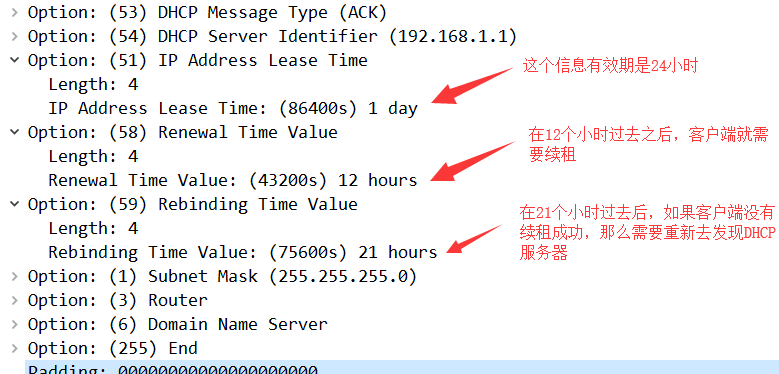 Option: (53) DHCP Message Type (ACK)
Option: (54) DHCP Server Identifier (192.168.1.1)
Option: (51) IP Address Lease Time
Length: 4
IP Address Lease Time: (86400s) 1 day
Option: (58) Renewal Time Value
Length: 4
Renewal Time Value: (43200s) 12 hours
Option: (59) Rebinding Time Value
Length: 4
Rebinding Time Value: (75600s) 21 hours
Option: (1) Subnet Mask (255.255.255.0)
Option: (3) Router
Option: (6) Domain Name Server
Option: (255) End
Padding: 00000000000000000000
这个信息有效期是24小时
在12个小时过去之后，客户端就需
要续租
在21个小时过去后，如果客户端没有
续租成功，那么需要重新去发现DHCP
服务器